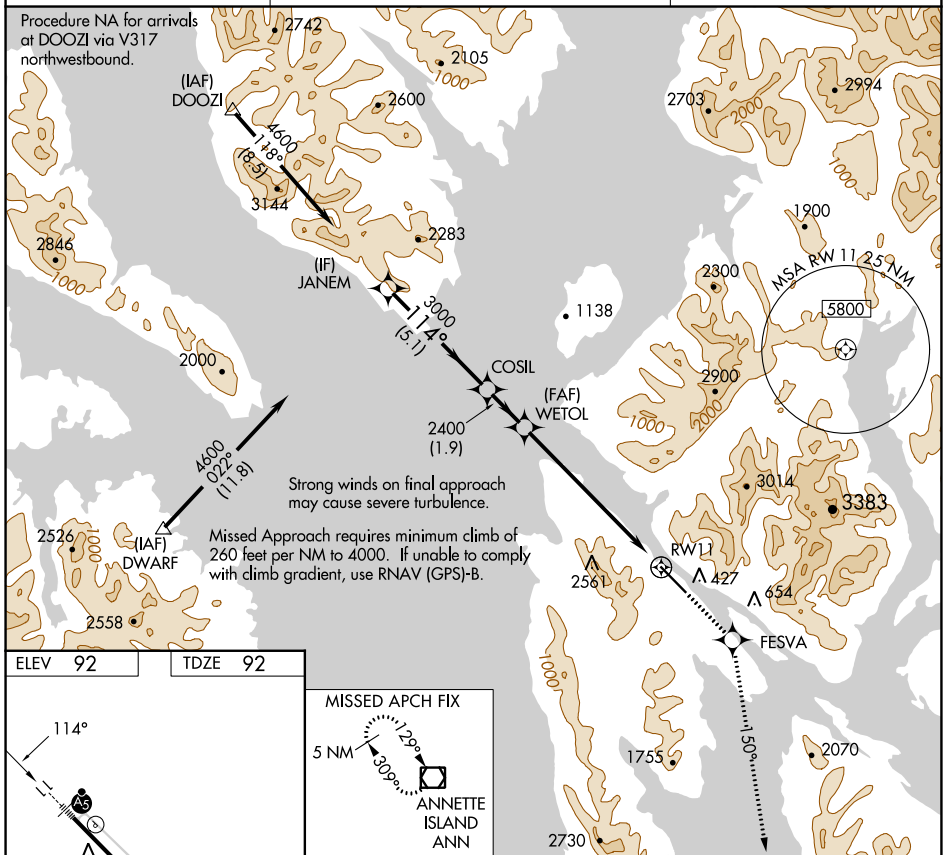 Procedure NA for arrivals
at DOOZI via V317
northwestbound.
2742
2105
1000
(IAF)
DOOZI
2600
2703
2000
2994
1000
4600
118°
(8.5)
3144
2283
1900
2846
1000
(IF)
JANEM
2300
MSA RW 11 25 NM
5800
3000
114°
(5.1)
1138
2000
COSIL
(FAF)
WETOL
2900
1000
2000
2400
(1.9)
4600
022°
(11.8)
Strong winds on final approach
may cause severe turbulence.
3014
3383
2526
1000
(IAF)
DWARF
Missed Approach requires minimum climb of
260 feet per NM to 4000. If unable to comply
with climb gradient, use RNAV (GPS)-B.
RW11
2561
427
654
2558
FESVA
ELEV 92
TDZE 92
1000
114°
MISSED APCH FIX
5 NM
129°
309°
150°
1755
2070
A5
P
ANNETTE
ISLAND
ANN
2730